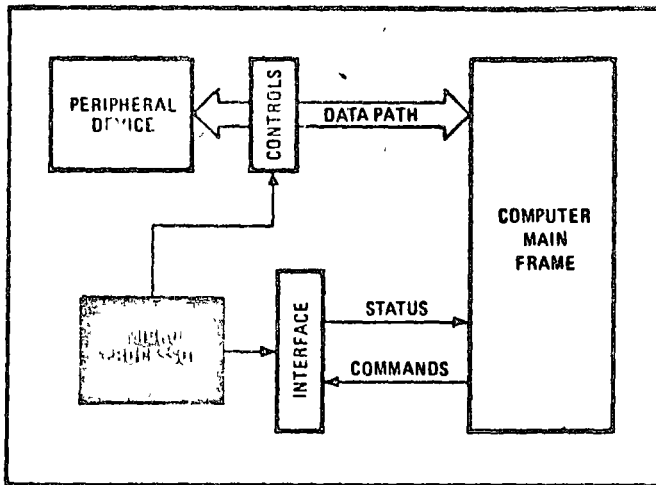 PERIPHERAL
DEVICE
CONTROLS
DATA PATH
COMPUTER
MAIN
FRAME
INTERFACE
STATUS
COMMANDS